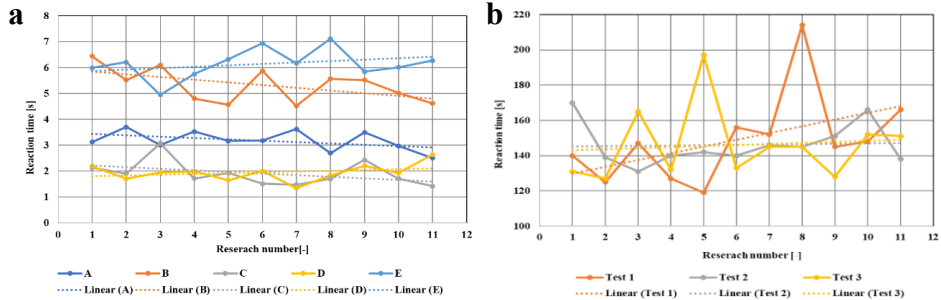 a
Reaction time [s]
8
7
6
5
4
3
2
1
0
0 1 2 3 4 5 6 7 8 9 10 11 12
Reserach number[-]
A B C D E
Linear (A) Linear (B) Linear (C) Linear (D) Linear (E)
b
Reaction time [s]
220
200
180
160
140
120
100
0 1 2 3 4 5 6 7 8 9 10 11 12
Reserch number [-]
Test 1 Test 2 Test 3
Linear (Test 1) Linear (Test 2) Linear (Test 3)